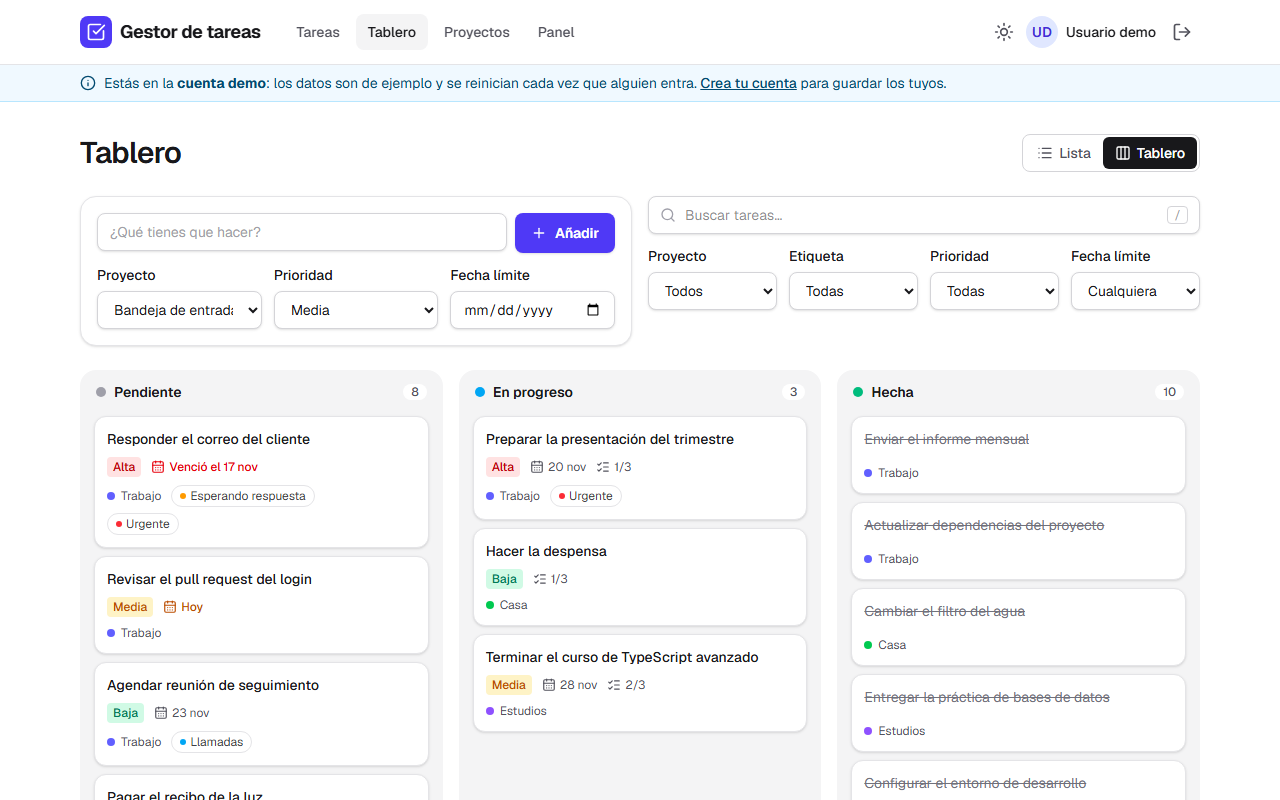 Gestor de tareas
Tareas
Tablero
Proyectos
Panel
UD
Usuario demo
Estás en la cuenta demo: los datos son de ejemplo y se reinician cada vez que alguien entra. Crea tu cuenta para guardar los tuyos.
Tablero
Lista
Tablero
¿Qué tienes que hacer?
Añadir
Proyecto
Prioridad
Fecha límite
Bandeja de entrada
Media
mm/dd/yyyy
Buscar tareas...
/
Proyecto
Etiqueta
Prioridad
Fecha límite
Todos
Todas
Todas
Cualquiera
Pendiente
8
Responder el correo del cliente
Alta
Venció el 17 nov
Trabajo
Esperando respuesta
Urgente
Revisar el pull request del login
Media
Hoy
Trabajo
Agendar reunión de seguimiento
Baja
23 nov
Trabajo
Llamadas
Pagar el recibo de la luz
En progreso
3
Preparar la presentación del trimestre
Alta
20 nov
1/3
Trabajo
Urgente
Hacer la despensa
Baja
1/3
Casa
Terminar el curso de TypeScript avanzado
Media
28 nov
2/3
Estudios
Hecha
10
Enviar el informe mensual
Trabajo
Actualizar dependencias del proyecto
Trabajo
Cambiar el filtro del agua
Casa
Entregar la práctica de bases de datos
Estudios
Configurar el entorno de desarrollo